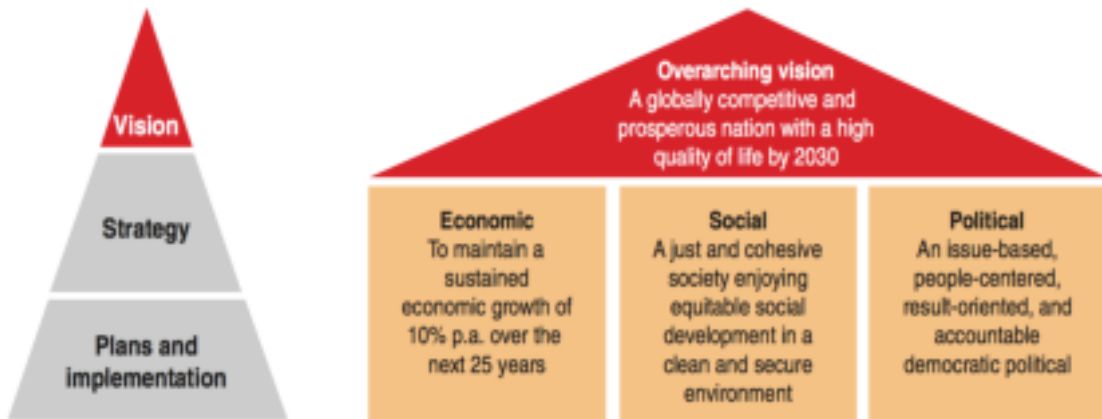 Vision
Strategy
Plans and
implementation
Overarching vision
A globally competitive and
prosperous nation with a high
quality of life by 2030
Economic
To maintain a
sustained
economic growth of
10% p.a. over the
next 25 years
Social
A just and cohesive
society enjoying
equitable social
development in a
clean and secure
environment
Political
An issue-based,
people-centered,
result-oriented, and
accountable
democratic political